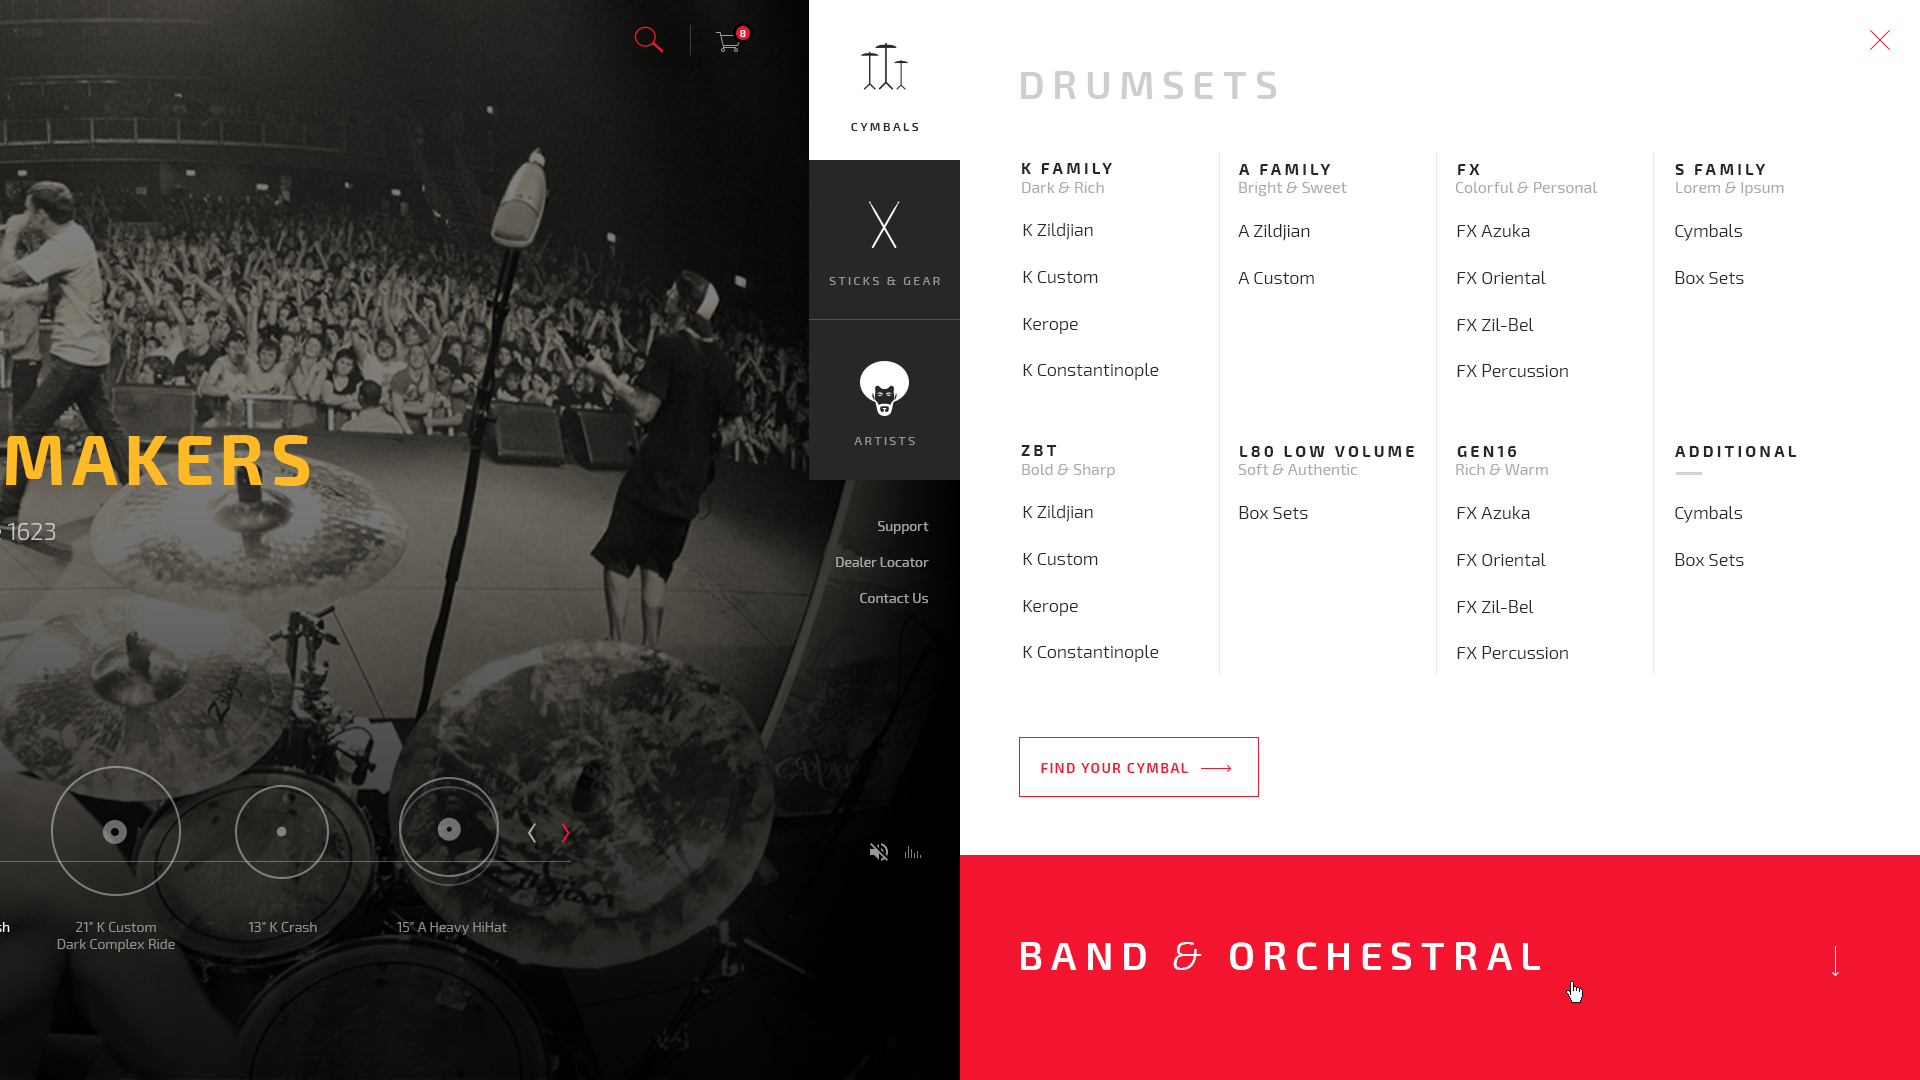 8
CYMBALS
STICKS & GEAR
ARTISTS
MAKERS
1623
Support
Dealer Locator
Contact Us
21” K Custom
Dark Complex Ride
13” K Crash
15” A Heavy HiHat
DRUMSETS
K FAMILY
Dark & Rich
K Zildjian
K Custom
Kerope
K Constantinople
A FAMILY
Bright & Sweet
A Zildjian
A Custom
FX
Colorful & Personal
FX Azuka
FX Oriental
FX Zil-Bel
FX Percussion
S FAMILY
Lorem & Ipsum
Cymbals
Box Sets
ZBT
Bold & Sharp
K Zildjian
K Custom
Kerope
K Constantinople
L80 LOW VOLUME
Soft & Authentic
Box Sets
GEN16
Rich & Warm
FX Azuka
FX Oriental
FX Zil-Bel
FX Percussion
ADDITIONAL
Cymbals
Box Sets
FIND YOUR CYMBAL
BAND & ORCHESTRAL